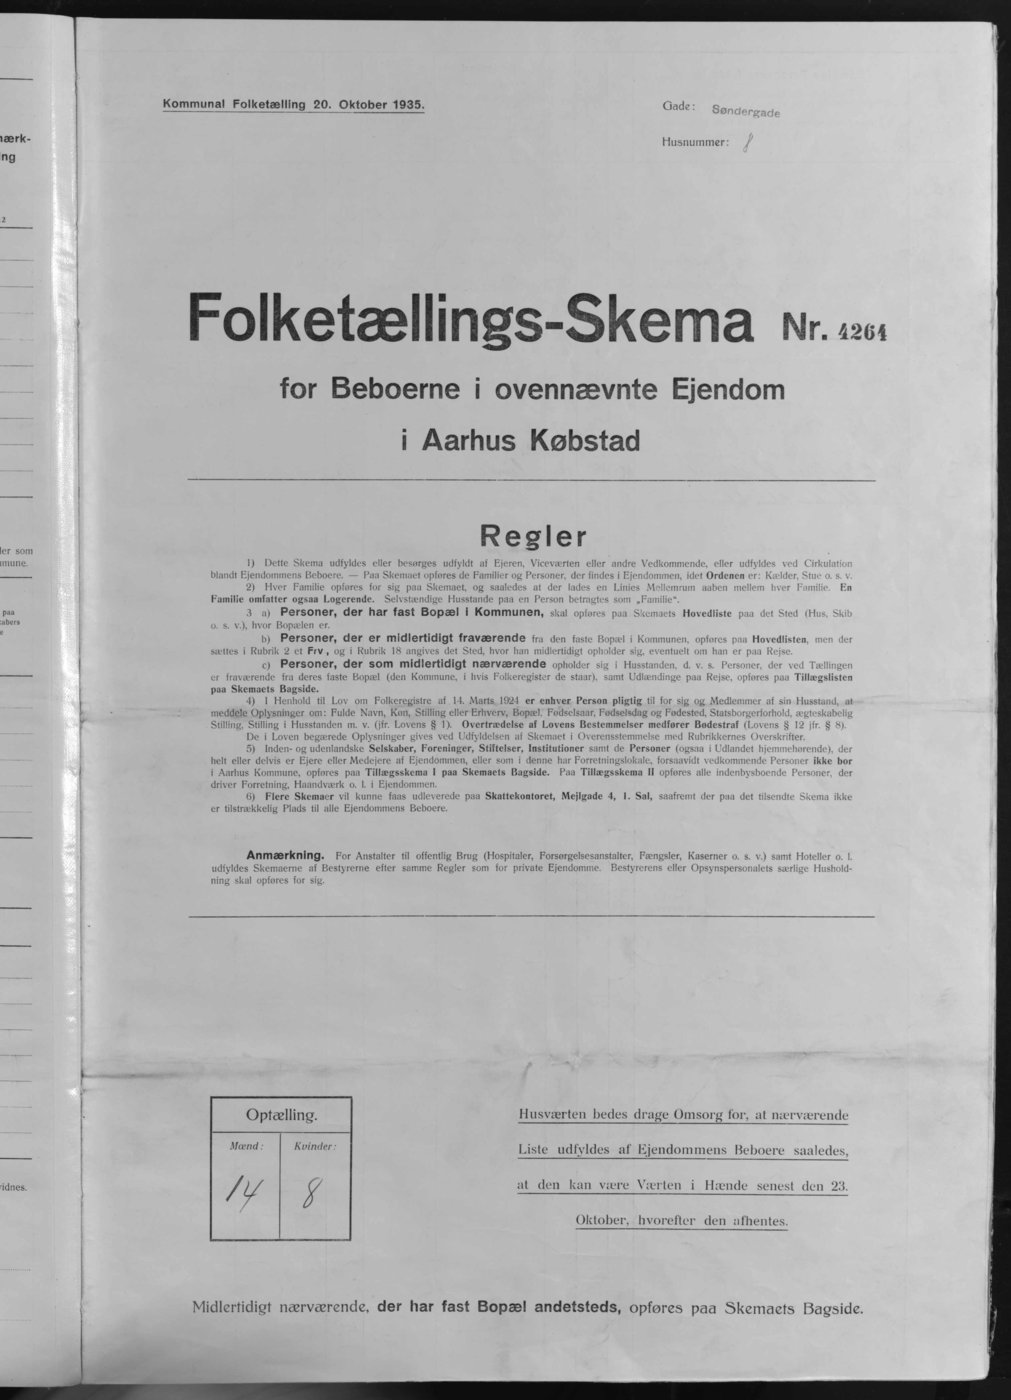 Kommunal Folketælling 20. Oktober 1935.
Gade: Søndergade
Husnummer: 8
Folketællings-Skema Nr. 4264
for Beboerne i ovennævnte Ejendom
i Aarhus Købstad
Regler
1) Dette Skema udfyldes eller besørges udfyldt af Ejeren, Viceværten eller andre Vedkommende, eller udfyldes ved Cirkulation
blandt Ejendommens Beboere. — Paa Skemaet opføres de Familier og Personer, der findes i Ejendommen, idet Ordenen er: Kælder, Stue o. s. v.
2) Hver Familie opføres for sig paa Skemaet, og saaledes at der lades en Linies Mellemrum aaben mellem hver Familie. En
Familie omfatter ogsaa Logerende. Selvstændige Husstande paa en Person betragtes som „Familie“.
3 a) Personer, der har fast Bopæl i Kommunen, skal opføres paa Skemaets Hovedliste paa det Sted (Hus, Skib
o. s. v.), hvor Bopælen er.
b) Personer, der er midlertidigt fraværende fra den faste Bopæl i Kommunen, opføres paa Hovedlisten, men der
sættes i Rubrik 2 et Frv., og i Rubrik 18 angives det Sted, hvor han midlertidigt opholder sig, eventuelt om han er paa Rejse.
c) Personer, der som midlertidigt nærværende opholder sig i Husstanden, d. v. s. Personer, der ved Tællingen
er fraværende fra deres faste Bopæl (den Kommune, i hvis Folkeregister de staar), samt Udlændinge paa Rejse, opføres paa Tillægslisten
paa Skemaets Bagside.
4) I Henhold til Lov om Folkeregistre af 14. Marts 1924 er enhver Person pligtig til for sig og Medlemmer af sin Husstand, at
meddele Oplysninger om: Fulde Navn, Køn, Stilling eller Erhverv, Bopæl, Fødselsaar, Fødselsdag og Fødested, Statsborgerforhold, ægteskabelig
Stilling, Stilling i Husstanden m. v. (jfr. Lovens § 1). Overtrædelse af Lovens Bestemmelser medfører Bødestraf (Lovens § 12 jfr. § 8).
De i Loven begærede Oplysninger gives ved Udfyldelsen af Skemaet i Overensstemmelse med Rubrikkernes Overskrifter.
5) Inden- og udenlandske Selskaber, Foreninger, Stiftelser, Institutioner samt de Personer (ogsaa i Udlandet hjemmehørende), der
helt eller delvis er Ejere eller Medejere af Ejendommen, eller som i denne har Forretningslokale, forsaavidt vedkommende Personer ikke bor
i Aarhus Kommune, opføres paa Tillægsskema I paa Skemaets Bagside. Paa Tillægsskema II opføres alle indenbysboende Personer, der
driver Forretning, Haandværk o. l. i Ejendommen.
6) Flere Skemaer vil kunne faas udleverede paa Skattekontoret, Mejlgade 4, 1. Sal, saafremt der paa det tilsendte Skema ikke
er tilstrækkelig Plads til alle Ejendommens Beboere.
Anmærkning. For Anstalter til offentlig Brug (Hospitaler, Forsørgelsesanstalter, Fængsler, Kaserner o. s. v.) samt Hoteller o. l.
udfyldes Skemaerne af Bestyrerne efter samme Regler som for private Ejendomme. Bestyrerens eller Opsynspersonalets særlige Hushold-
ning skal opføres for sig.
Optælling.
Mænd: Kvinder:
14 8
Husværten bedes drage Omsorg for, at nærværende
Liste udfyldes af Ejendommens Beboere saaledes,
at den kan være Værten i Hænde senest den 23.
Oktober, hvorefter den afhentes.
Midlertidigt nærværende, der har fast Bopæl andetsteds, opføres paa Skemaets Bagside.